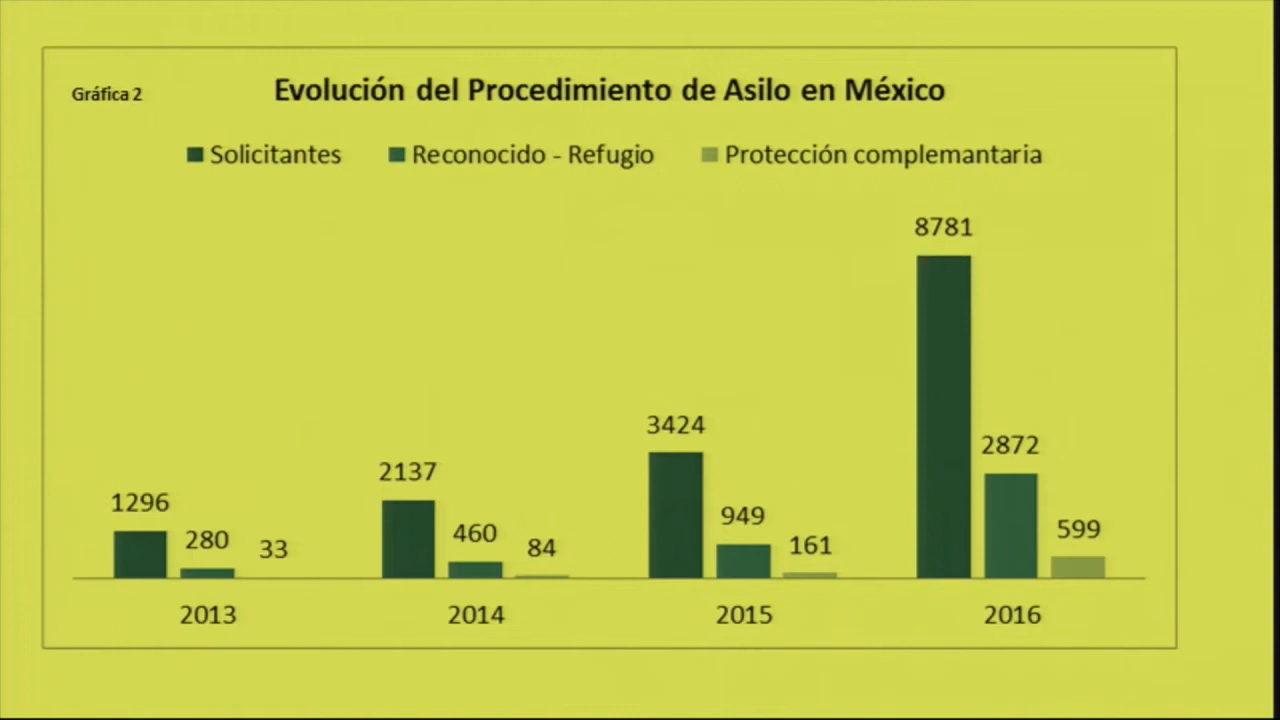 Gráfica 2
Evolución del Procedimiento de Asilo en México
Solicitantes Reconocido - Refugio Protección complemantaria
1296 280 33
2137 460 84
3424 949 161
8781 2872 599
2013 2014 2015 2016